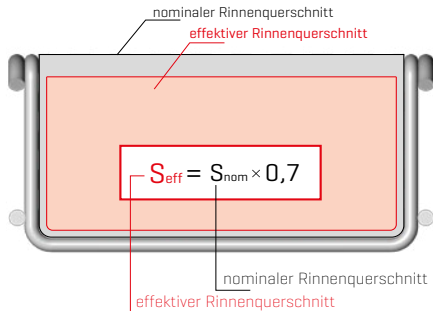 nominaler Rinnenquerschnitt
effektiver Rinnenquerschnitt
Seff = Snom × 0,7
nominaler Rinnenquerschnitt
effektiver Rinnenquerschnitt